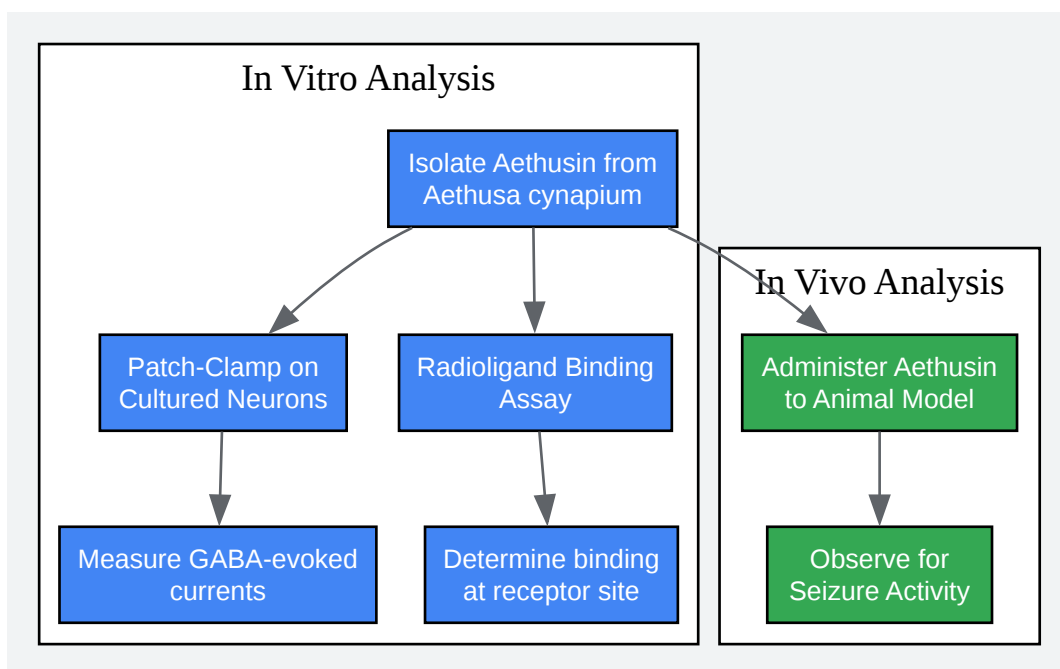 In Vitro Analysis
Isolate Aethusin from
Aethusa cynapium
In Vivo Analysis
Patch-Clamp on
Cultured Neurons
Radioligand Binding
Assay
Administer Aethusin
to Animal Model
Measure GABA-evoked
currents
Determine binding
at receptor site
Observe for
Seizure Activity